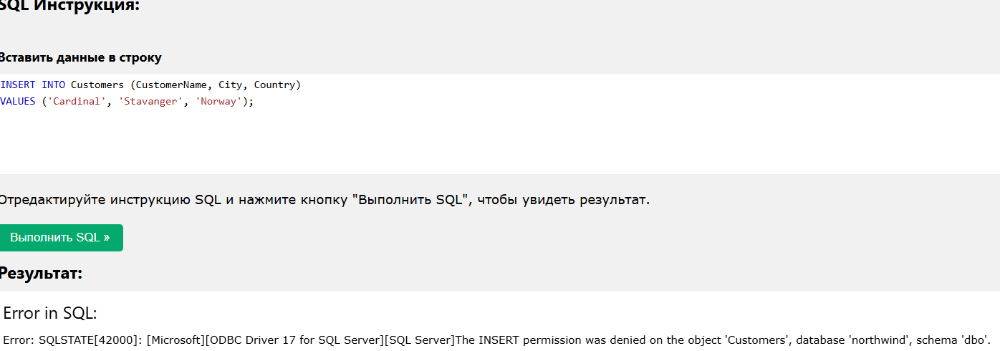 SQL Инструкция:
Вставить данные в строку
INSERT INTO Customers (CustomerName, City, Country)
VALUES ('Cardinal', 'Stavanger', 'Norway');
Отредактируйте инструкцию SQL и нажмите кнопку "Выполнить SQL", чтобы увидеть результат.
Выполнить SQL »
Результат:
Error in SQL:
Error: SQLSTATE[42000]: [Microsoft][ODBC Driver 17 for SQL Server][SQL Server]The INSERT permission was denied on the object 'Customers', database 'northwind', schema 'dbo'.